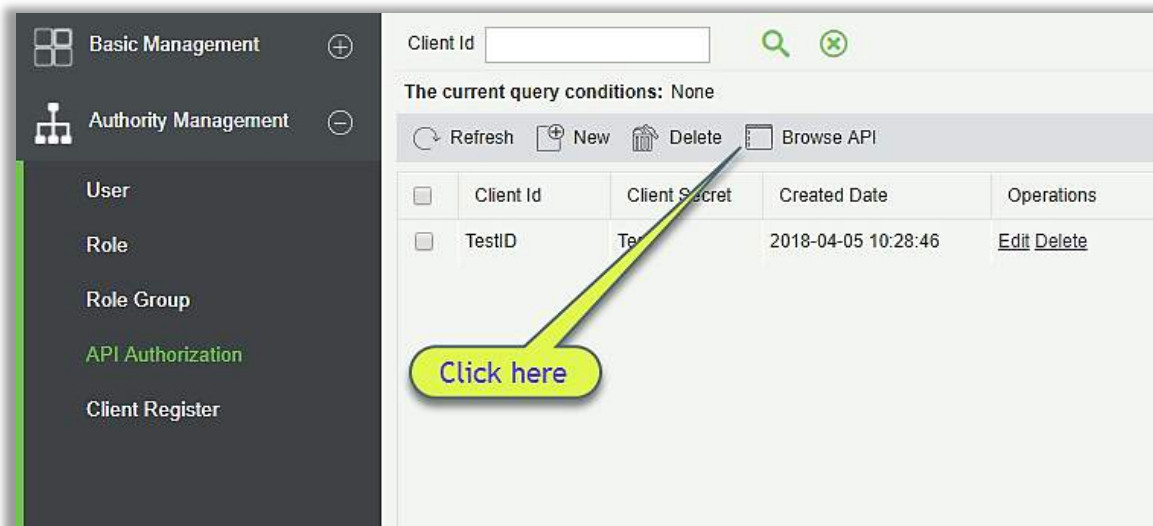 Basic Management
Authority Management
User
Role
Role Group
API Authorization
Client Register
Client Id
The current query conditions: None
Refresh New Delete Browse API
Client Id Client Secret Created Date Operations
TestID 2018-04-05 10:28:46 Edit Delete
Click here